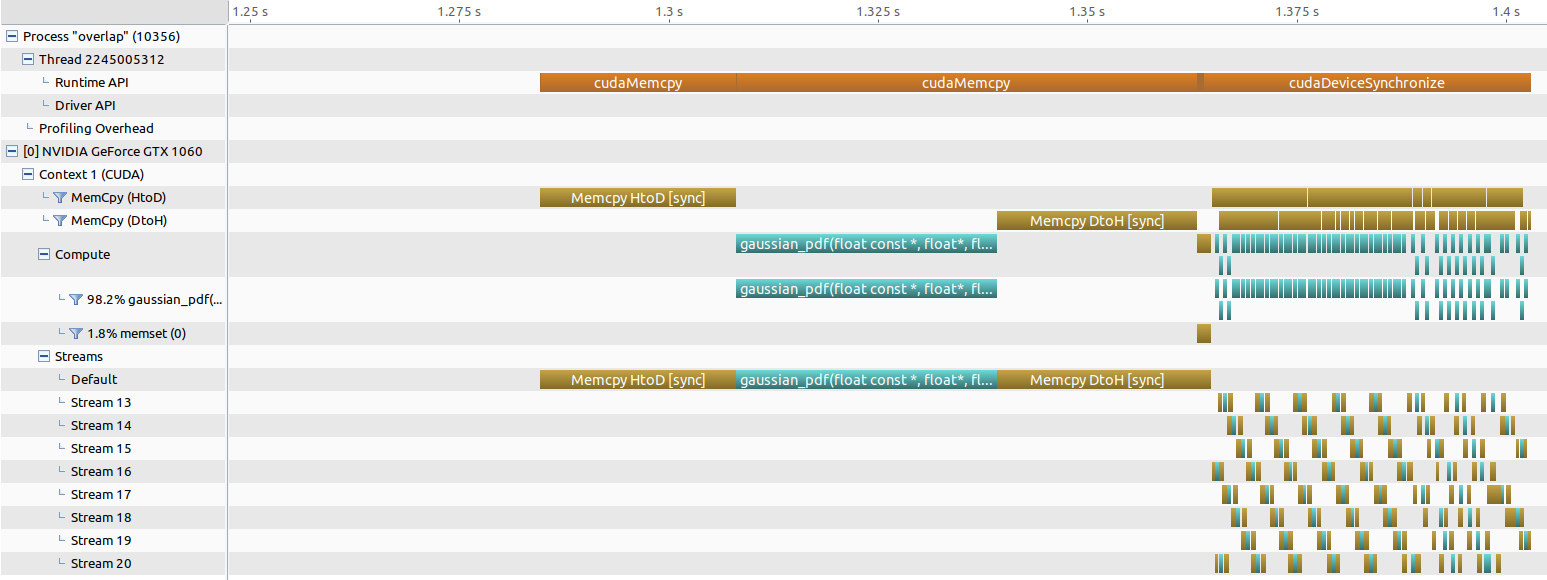 1.25 s 1.275 s 1.3 s 1.325 s 1.35 s 1.375 s 1.4 s
Process "overlap" (10356)
Thread 2245005312
Runtime API cudaMemcpy cudaMemcpy cudaDeviceSynchronize
Driver API
Profiling Overhead
[0] NVIDIA GeForce GTX 1060
Context 1 (CUDA)
MemCpy (HtoD) Memcpy HtoD [sync]
MemCpy (DtoH) Memcpy DtoH [sync]
Compute gaussian_pdf(float const *, float*, fl...
98.2% gaussian_pdf(... gaussian_pdf(float const *, float*, fl...
1.8% memset (0)
Streams
Default Memcpy HtoD [sync] gaussian_pdf(float const *, float*, fl... Memcpy DtoH [sync]
Stream 13
Stream 14
Stream 15
Stream 16
Stream 17
Stream 18
Stream 19
Stream 20